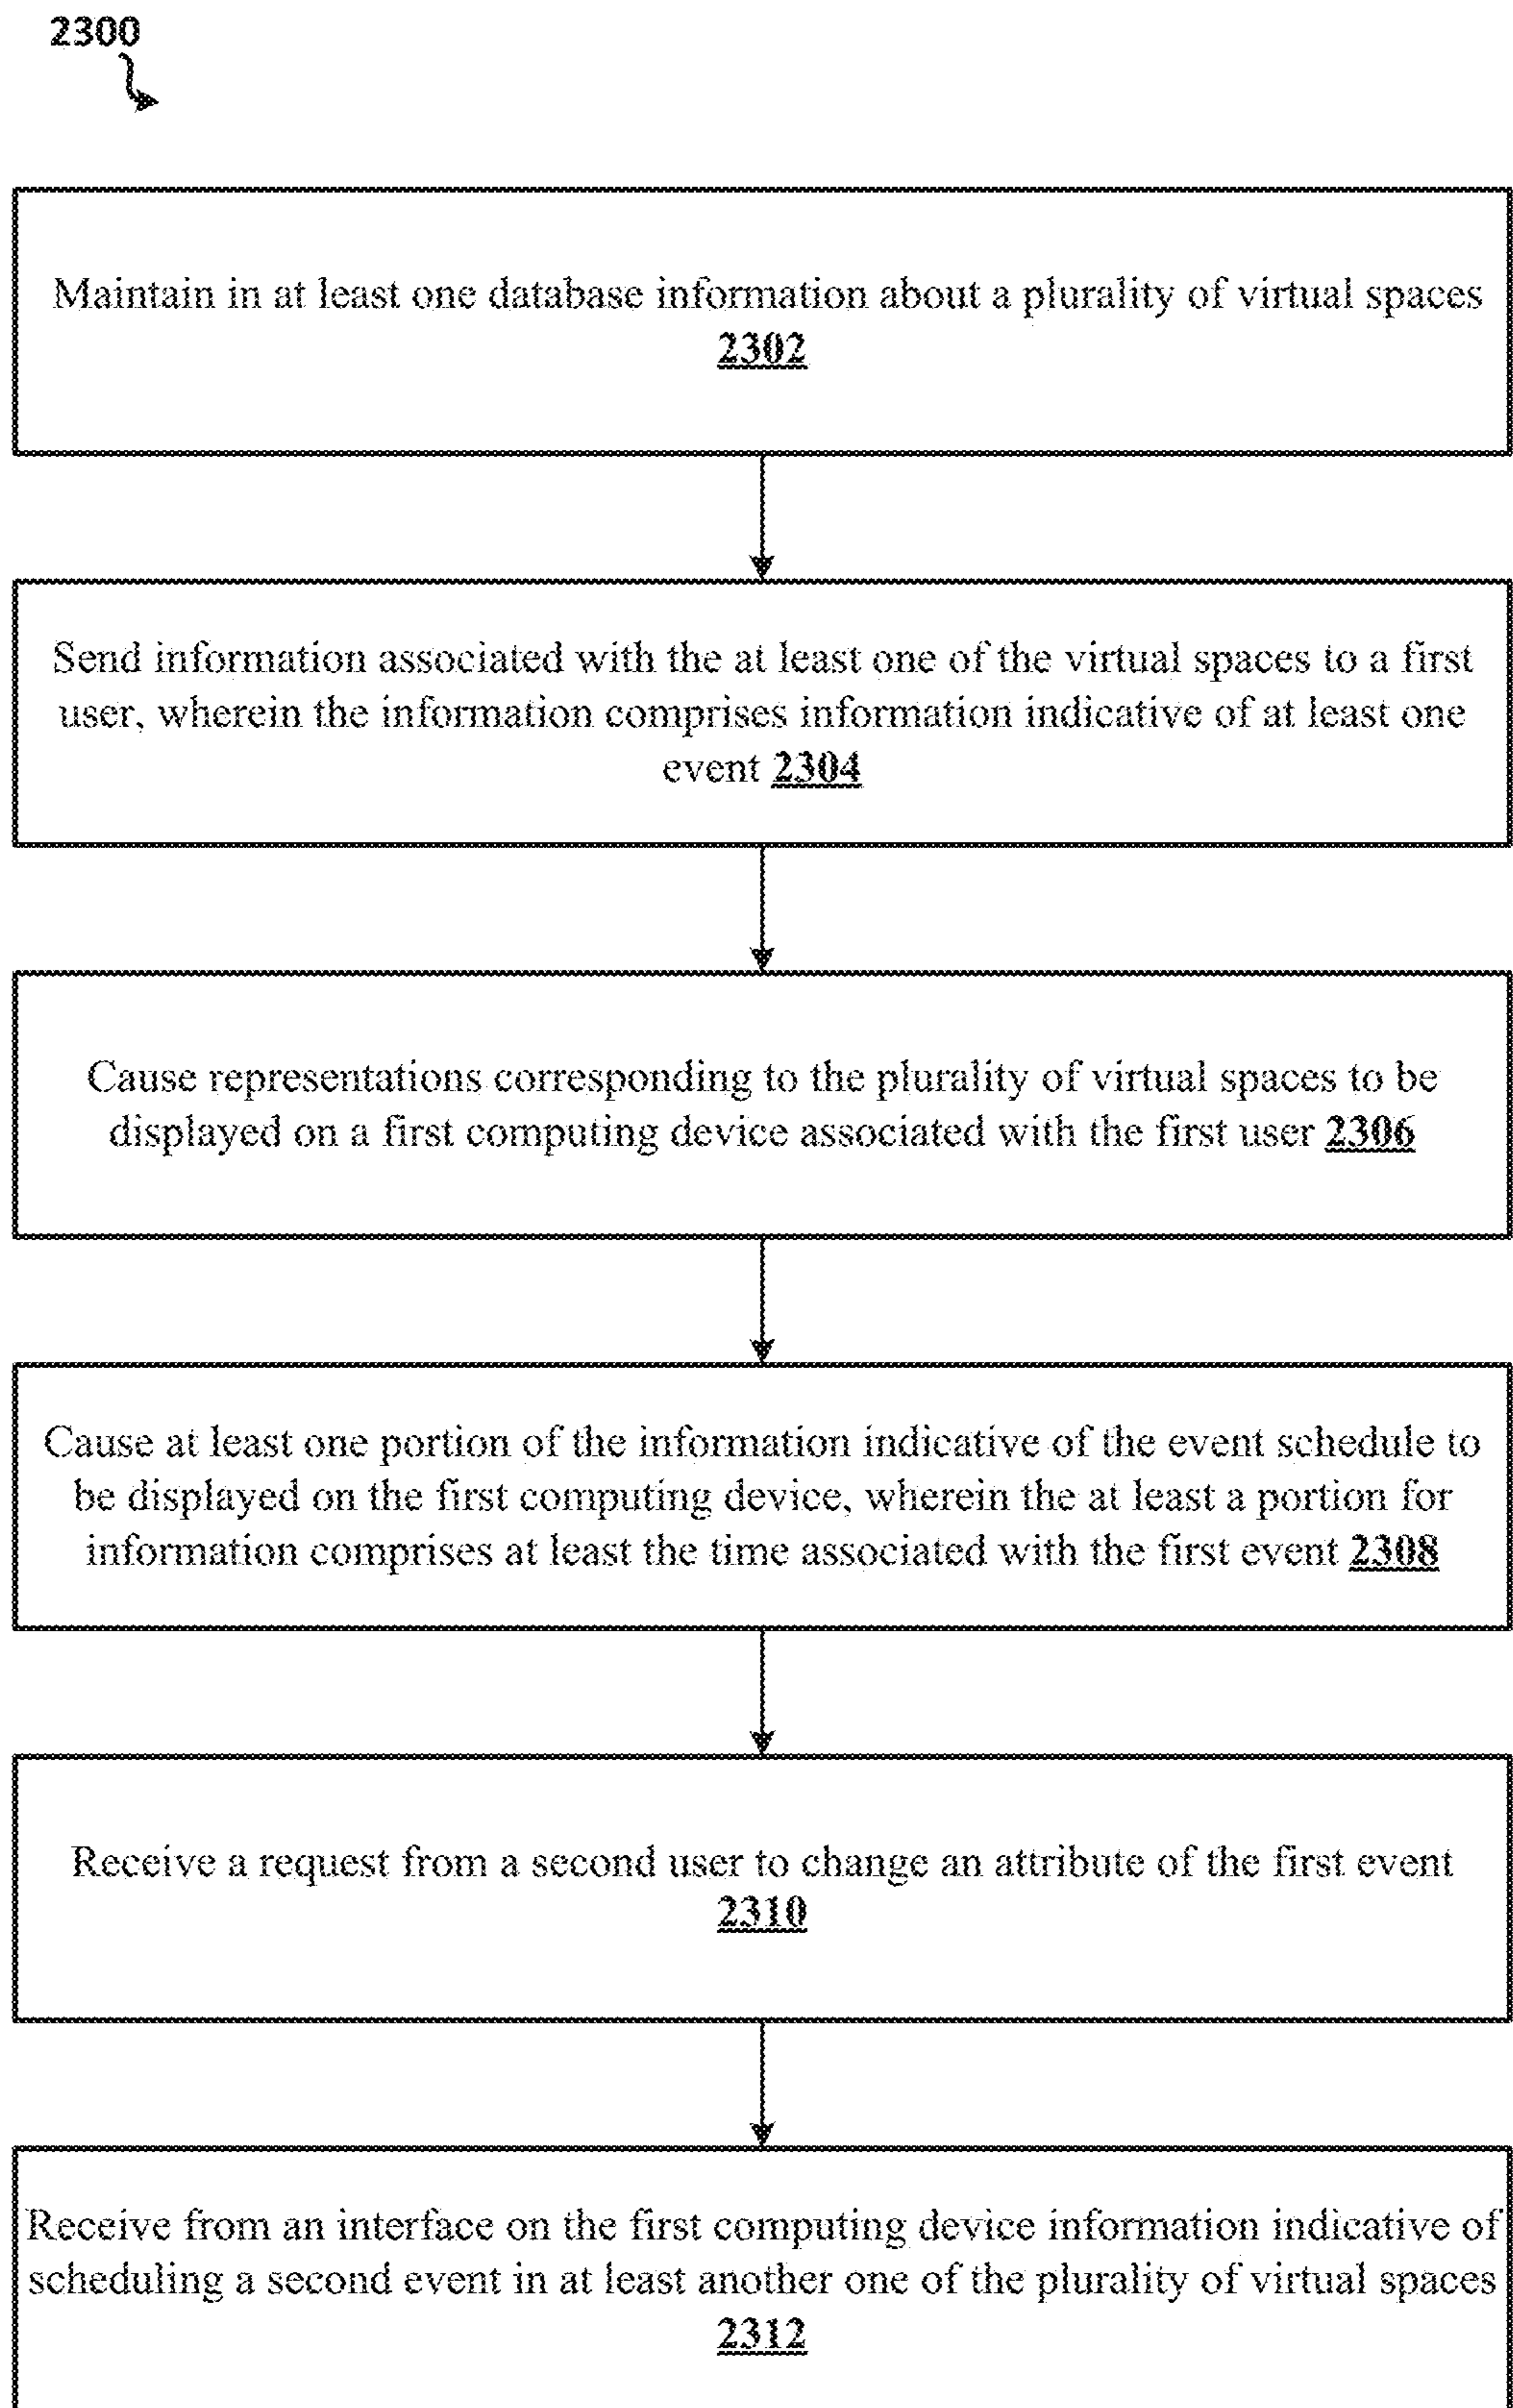 2300
Maintain in at least one database information about a plurality of virtual spaces
2302
Send information associated with the at least one of the virtual spaces to a first
user, wherein the information comprises information indicative of at least one
event 2304
Cause representations corresponding to the plurality of virtual spaces to be
displayed on a first computing device associated with the first user 2306
Cause at least one portion of the information indicative of the event schedule to
be displayed on the first computing device, wherein the at least a portion for
information comprises at least the time associated with the first event 2308
Receive a request from a second user to change an attribute of the first event
2310
Receive from an interface on the first computing device information indicative of
scheduling a second event in at least another one of the plurality of virtual spaces
2312